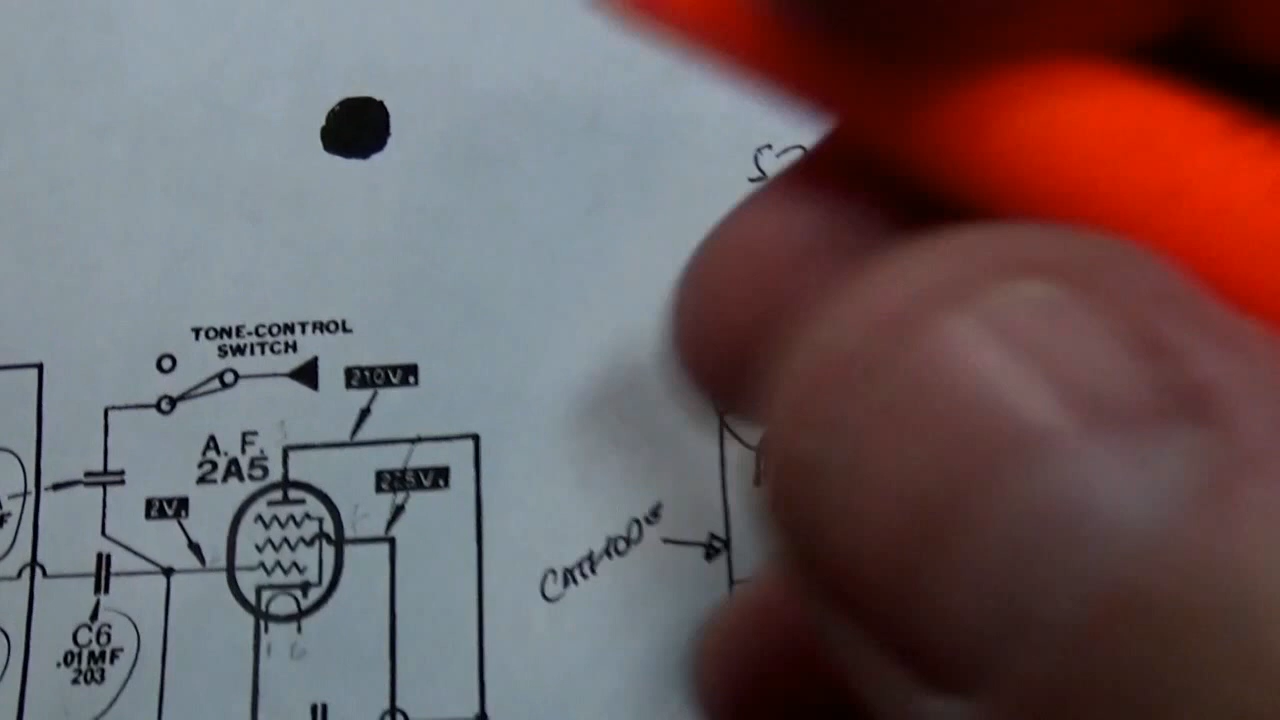 TONE-CONTROL
SWITCH
210V.
A. F.
2A5
225V.
2V.
CATHODE
C6
.01MF
203